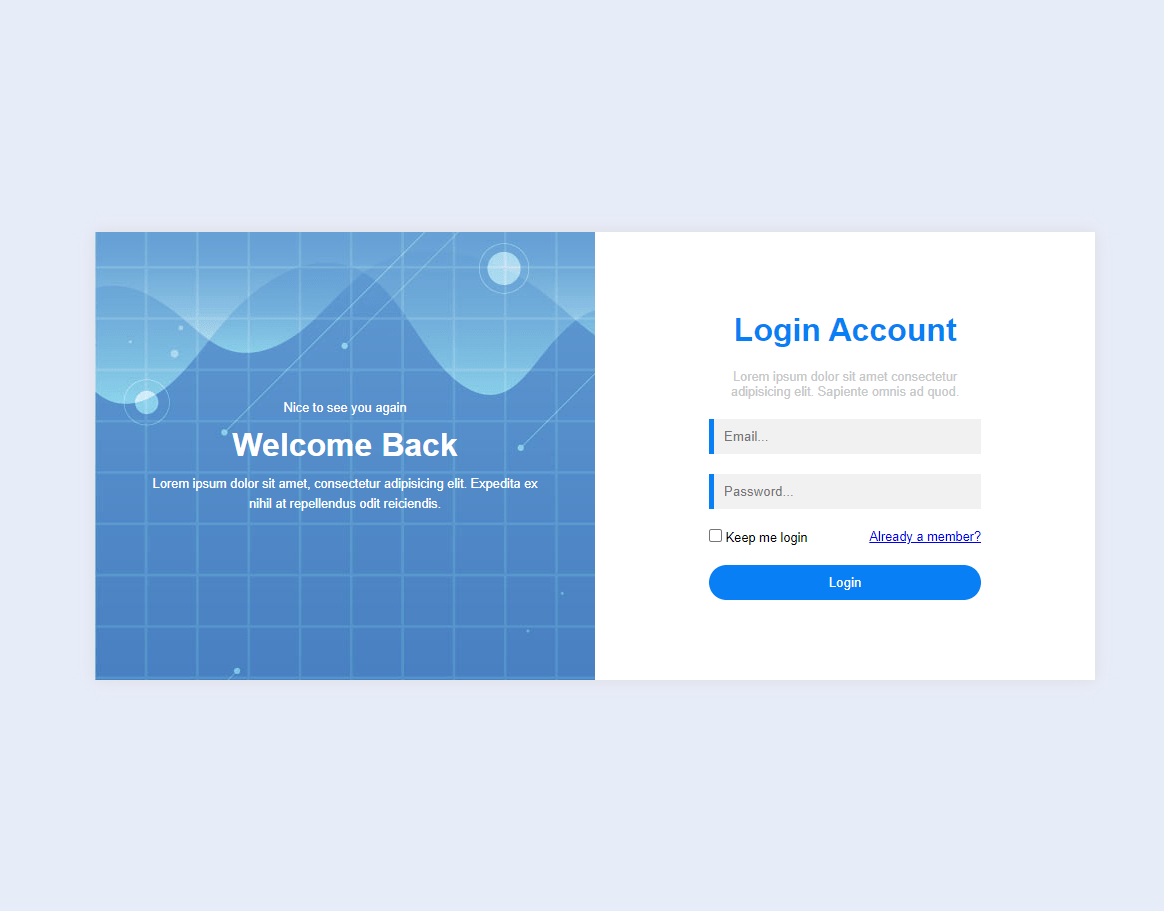 Nice to see you again
Welcome Back
Lorem ipsum dolor sit amet, consectetur adipisicing elit. Expedita ex
nihil at repellendus odit reiciendis.
Login Account
Lorem ipsum dolor sit amet consectetur
adipisicing elit. Sapiente omnis ad quod.
Email...
Password...
Keep me login
Already a member?
Login